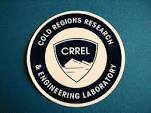 COLD REGIONS RESEARCH
CRREL
& ENGINEERING LABORATORY